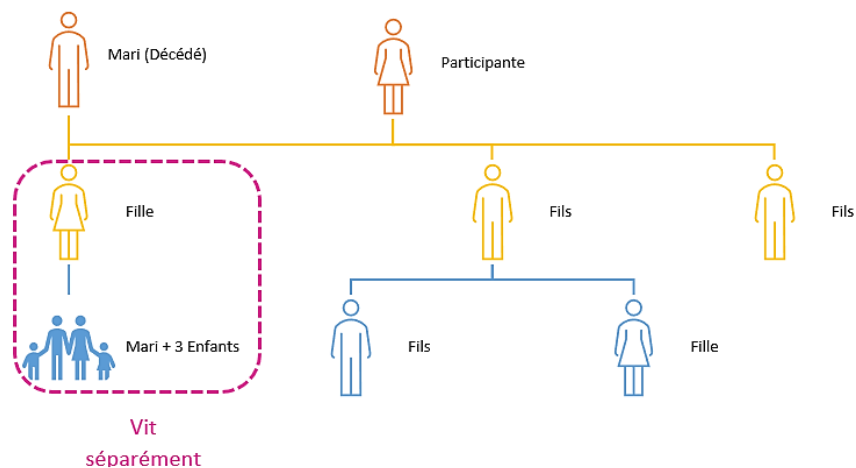 Mari (Décédé)
Participante
Fille
Fils
Fils
Mari + 3 Enfants
Fils
Fille
Vit
séparément